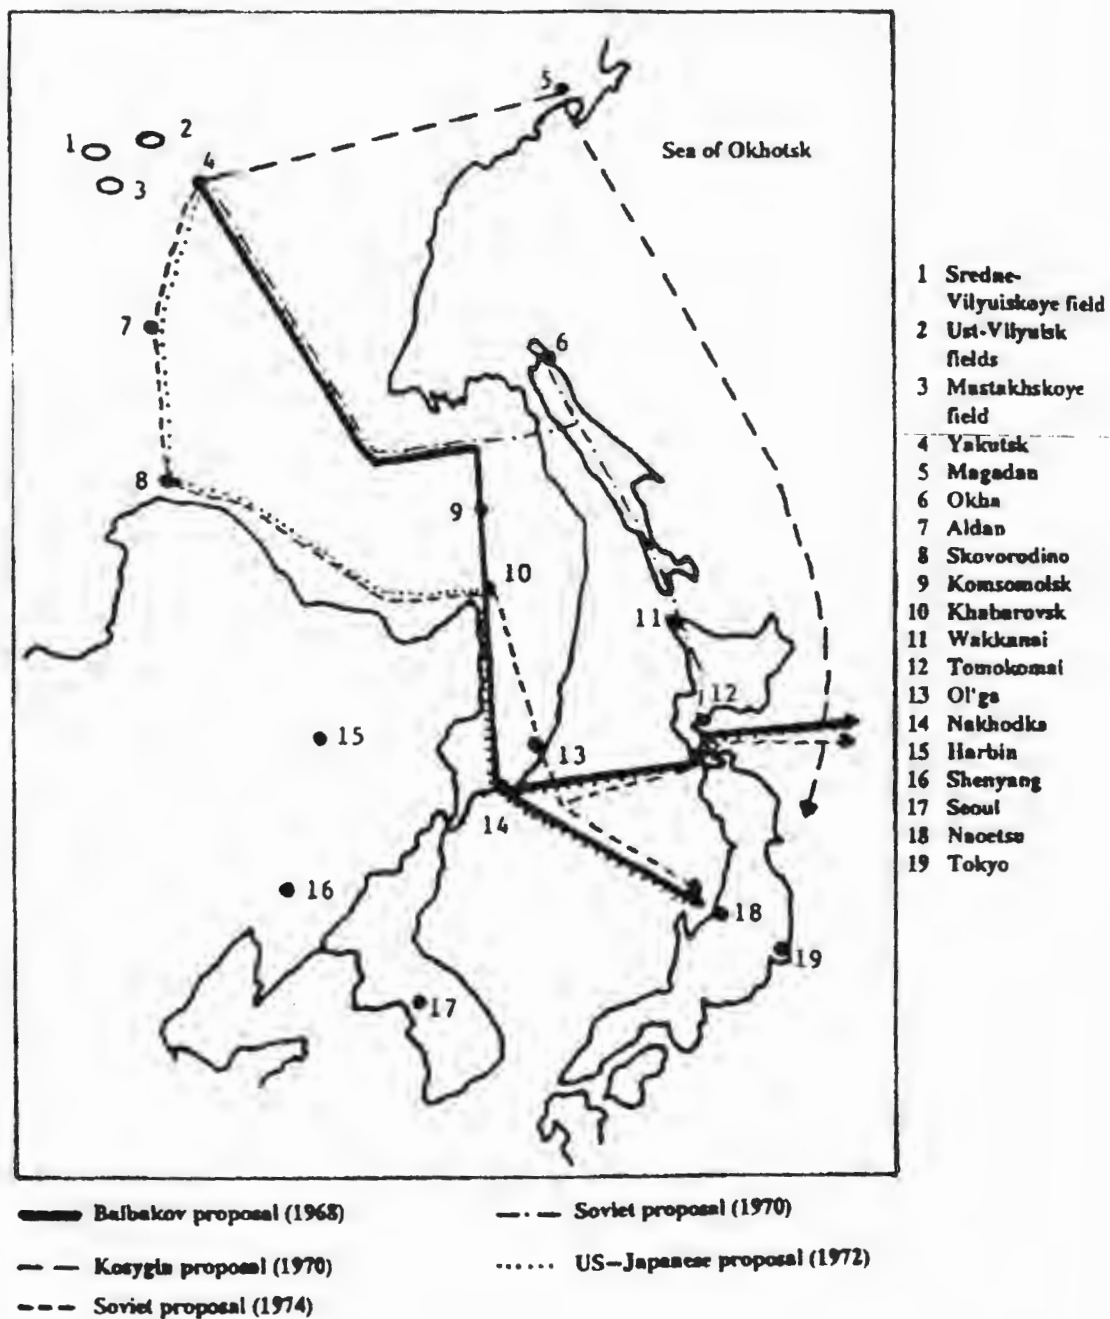 5
1
2
3
4
Sea of Okhotsk
7
6
8
9
10
11
12
13
14
15
16
17
18
19
1 Sredne-
Vilyuiskoye field
2 Ust-Vilyuisk
fields
3 Mastakhskoye
field
4 Yakutsk
5 Magadan
6 Okha
7 Aldan
8 Skovorodino
9 Komsomolsk
10 Khabarovsk
11 Wakkanai
12 Tomokomai
13 Ol'ga
14 Nakhodka
15 Harbin
16 Shenyang
17 Seoul
18 Naoetsu
19 Tokyo
Baibakov proposal (1968)
Soviet proposal (1970)
Kosygin proposal (1970)
US–Japanese proposal (1972)
Soviet proposal (1974)